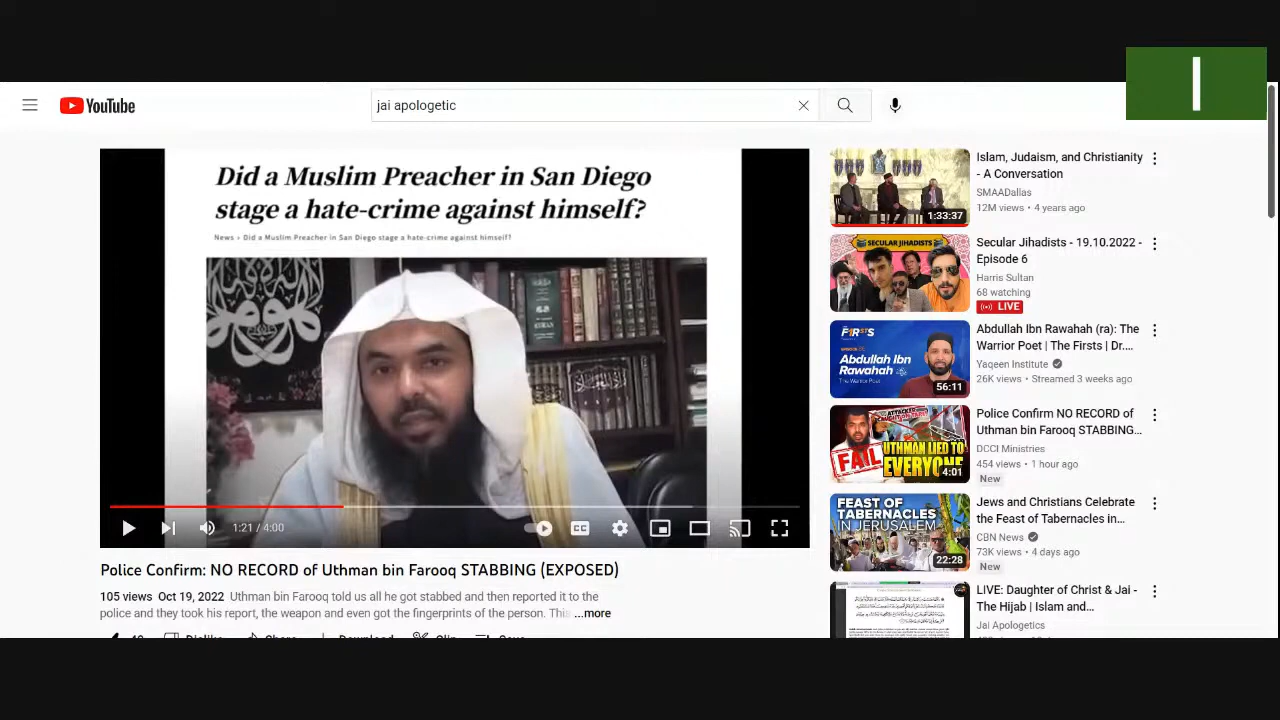 YouTube
jai apologetic
Did a Muslim Preacher in San Diego
stage a hate-crime against himself?
News » Did a Muslim Preacher in San Diego stage a hate-crime against himself?
1:21 / 4:00
CC
Police Confirm: NO RECORD of Uthman bin Farooq STABBING (EXPOSED)
105 views Oct 19, 2022 Uthman bin Farooq told us all he got stabbed and then reported it to the
police and they took his report, the weapon and even got the fingerprints of the person. This ...more
Dislike Share Download Clip Save
1:33:37
Islam, Judaism, and Christianity
- A Conversation
SMAADallas
12M views • 4 years ago
SECULAR JIHADISTS
Secular Jihadists - 19.10.2022 -
Episode 6
Harris Sultan
68 watching
LIVE
Abdullah Ibn
Rawahah
The Warrior Poet
56:11
Abdullah Ibn Rawahah (ra): The
Warrior Poet | The Firsts | Dr....
Yaqeen Institute
26K views • Streamed 3 weeks ago
FAIL
UTHMAN LIED TO
EVERYONE
4:01
Police Confirm NO RECORD of
Uthman bin Farooq STABBING...
DCCI Ministries
454 views • 1 hour ago
New
FEAST OF
TABERNACLES
IN JERUSALEM
22:28
Jews and Christians Celebrate
the Feast of Tabernacles in...
CBN News
73K views • 4 days ago
New
LIVE: Daughter of Christ & Jai -
The Hijab | Islam and...
Jai Apologetics